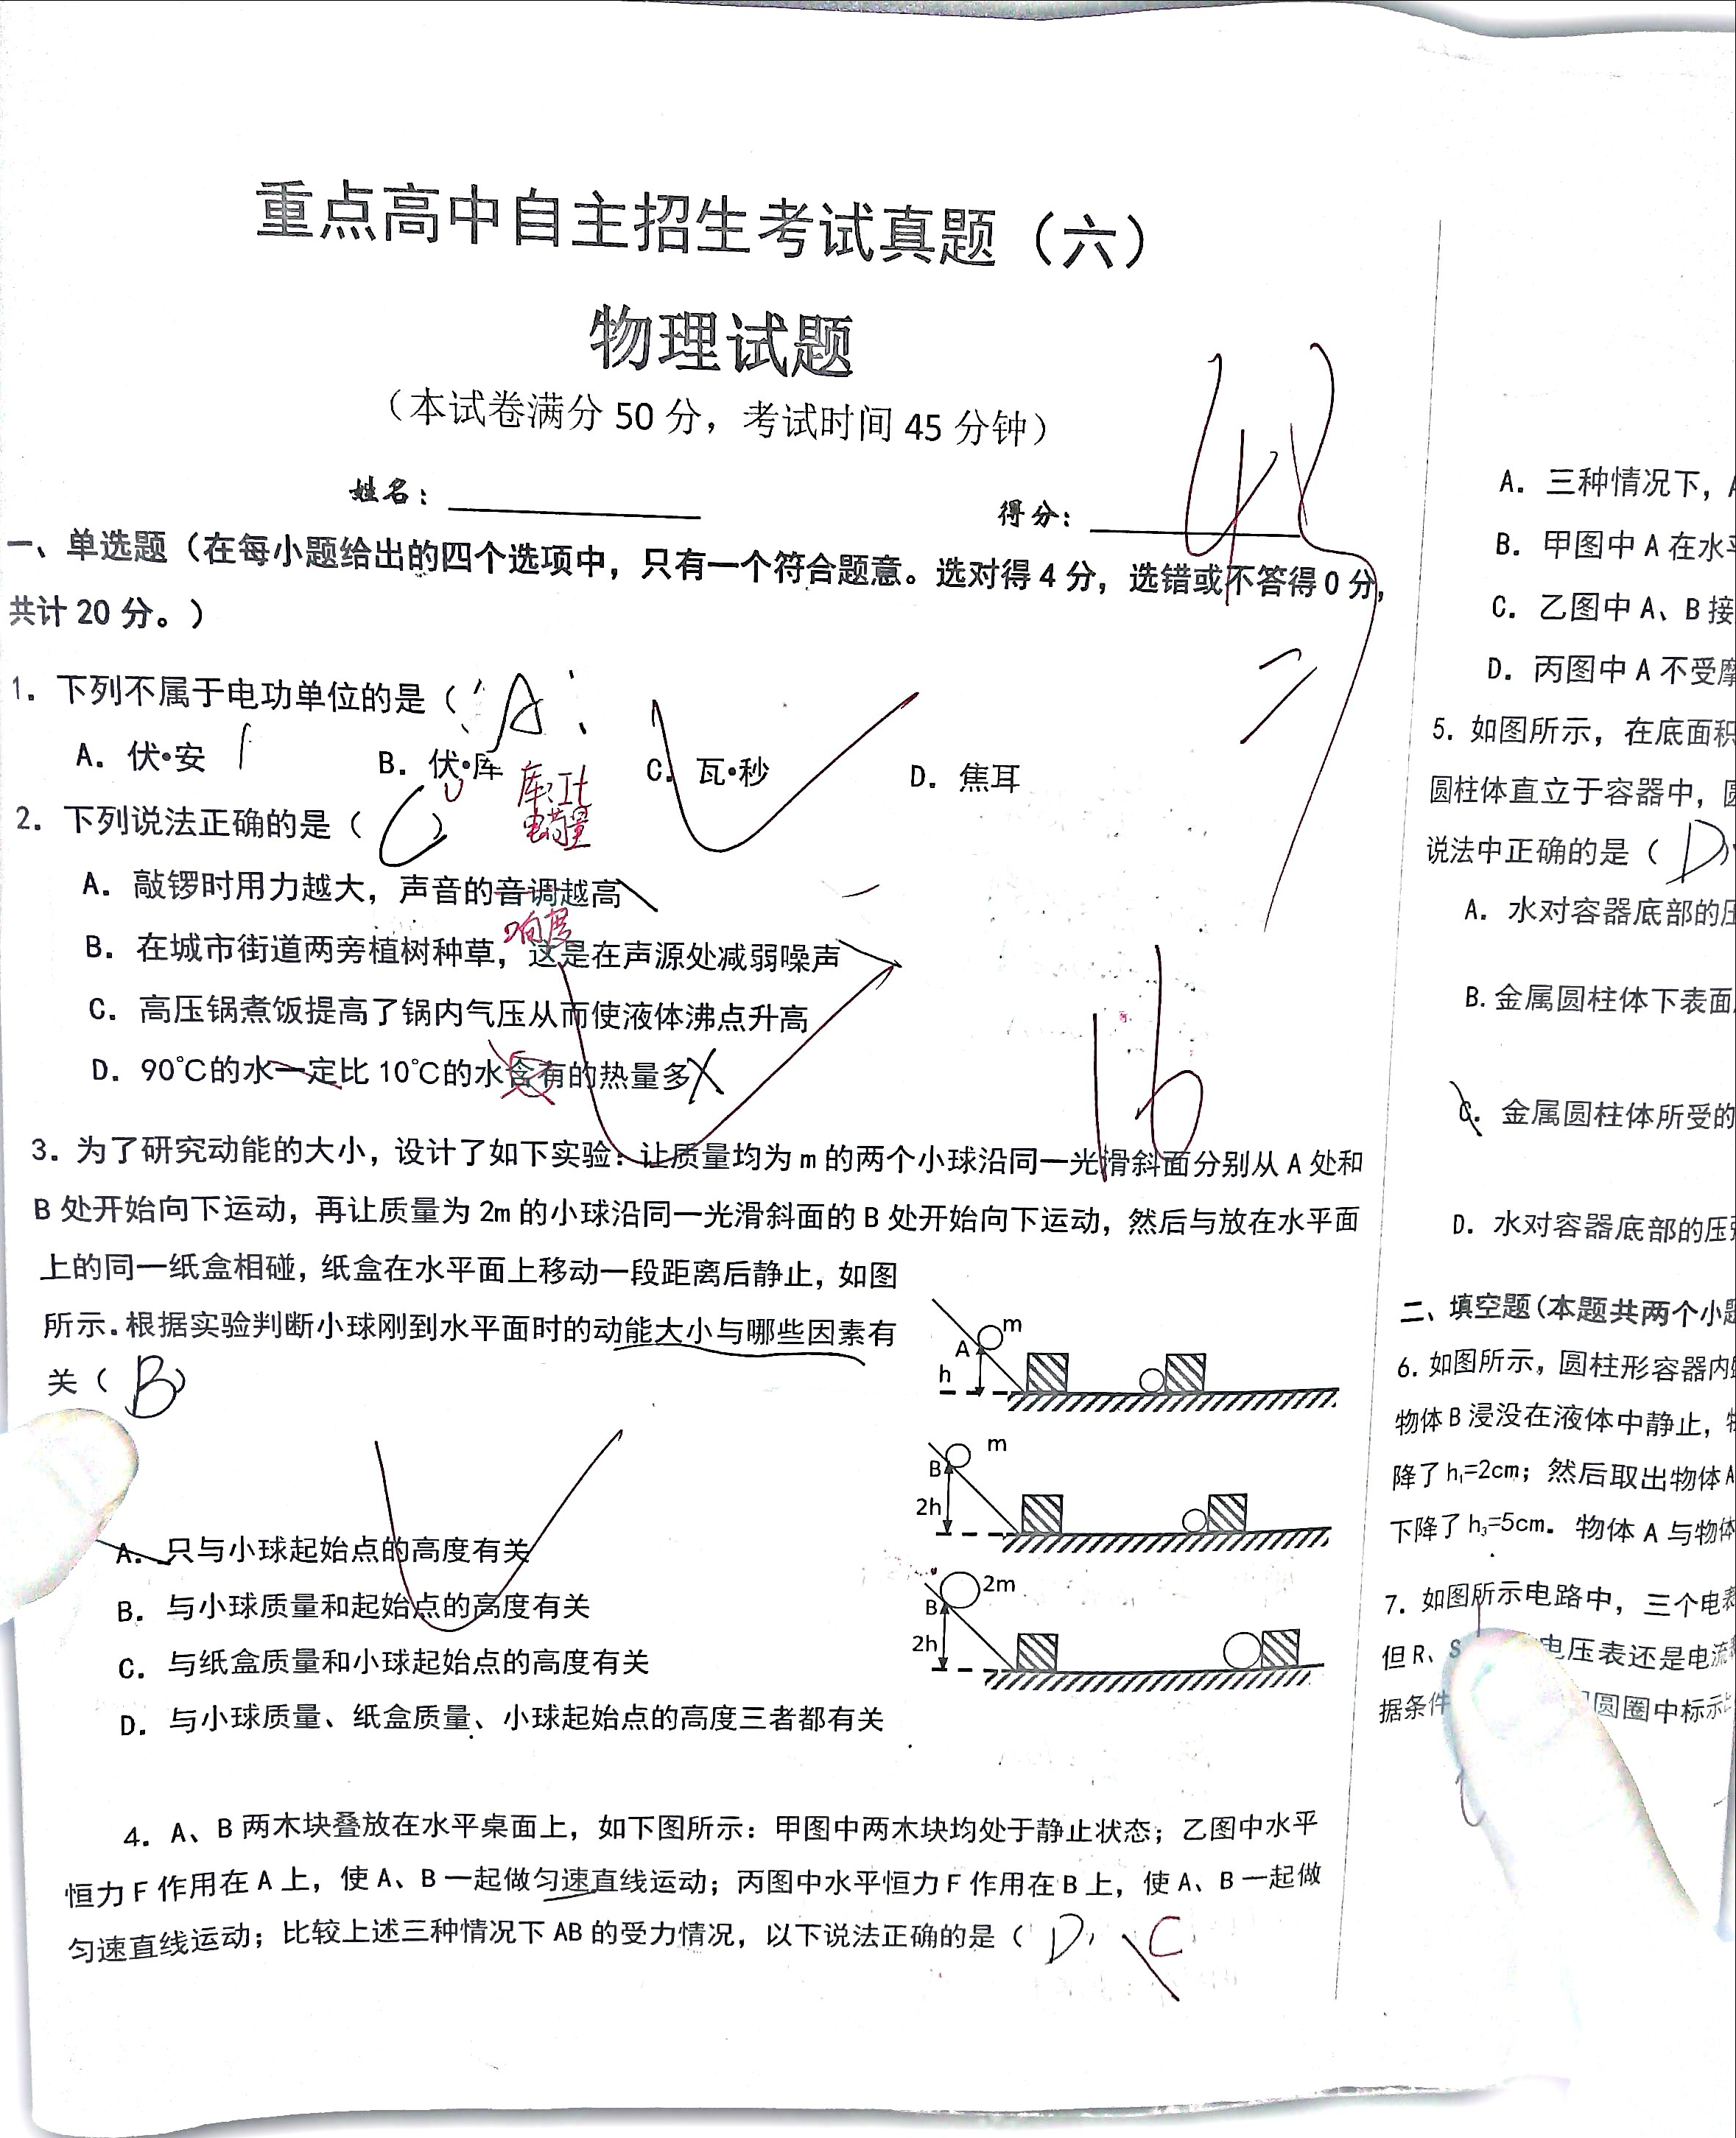 重点高中自主招生考试真题（六）
物理试题
（本试卷满分 50 分，考试时间 45 分钟）
姓名：
得分：
一、单选题（在每小题给出的四个选项中，只有一个符合题意。选对得 4 分，选错或不答得 0 分，
共计 20 分。）
1. 下列不属于电功单位的是（ A ）
A. 伏·安
B. 伏·库
C. 瓦·秒
D. 焦耳
2. 下列说法正确的是（ C ）
A. 敲锣时用力越大，声音的音调越高
响度
B. 在城市街道两旁植树种草，这是在声源处减弱噪声
C. 高压锅煮饭提高了锅内气压从而使液体沸点升高
D. 90℃的水一定比 10℃的水含有的热量多
16
3. 为了研究动能的大小，设计了如下实验：让质量均为 m 的两个小球沿同一光滑斜面分别从 A 处和
B 处开始向下运动，再让质量为 2m 的小球沿同一光滑斜面的 B 处开始向下运动，然后与放在水平面
上的同一纸盒相碰，纸盒在水平面上移动一段距离后静止，如图
所示.根据实验判断小球刚到水平面时的动能大小与哪些因素有
关（ B ）
A m
h
B m
2h
B 2m
2h
A. 只与小球起始点的高度有关
B. 与小球质量和起始点的高度有关
C. 与纸盒质量和小球起始点的高度有关
D. 与小球质量、纸盒质量、小球起始点的高度三者都有关
4. A、B 两木块叠放在水平桌面上，如下图所示：甲图中两木块均处于静止状态；乙图中水平
恒力 F 作用在 A 上，使 A、B 一起做匀速直线运动；丙图中水平恒力 F 作用在 B 上，使 A、B 一起做
匀速直线运动；比较上述三种情况下 AB 的受力情况，以下说法正确的是（ D ） C
A. 三种情况下，
B. 甲图中 A 在水
C. 乙图中 A、B 接
D. 丙图中 A 不受摩
5. 如图所示，在底面积
圆柱体直立于容器中，
说法中正确的是（ D ）
A. 水对容器底部的压
B. 金属圆柱体下表面
C. 金属圆柱体所受的
D. 水对容器底部的压
二、填空题（本题共两个小题
6. 如图所示，圆柱形容器内
物体 B 浸没在液体中静止，
降了 h₁=2cm；然后取出物体 A
下降了 h₃=5cm. 物体 A 与物体
7. 如图所示电路中，三个电表
但 R、S 电压表还是电流
据条件 圆圈中标示